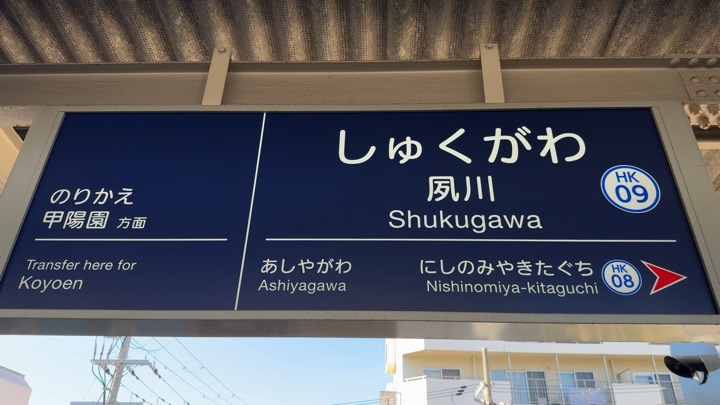 のりかえ
甲陽園 方面
Transfer here for
Koyoen
しゅくがわ
夙川
Shukugawa
HK
09
あしやがわ
Ashiyagawa
にしのみやきたぐち
Nishinomiya-kitaguchi
HK
08